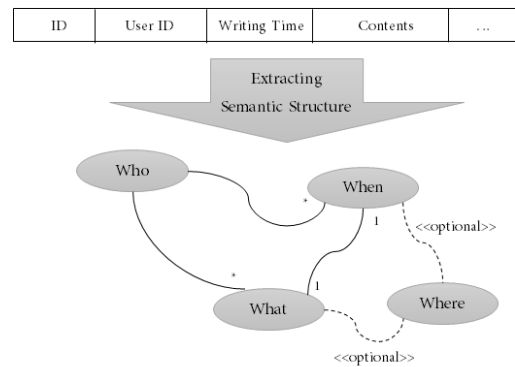 ID User ID Writing Time Contents ...
Extracting
Semantic Structure
Who
When
*
1
<<optional>>
*
1
What
Where
<<optional>>